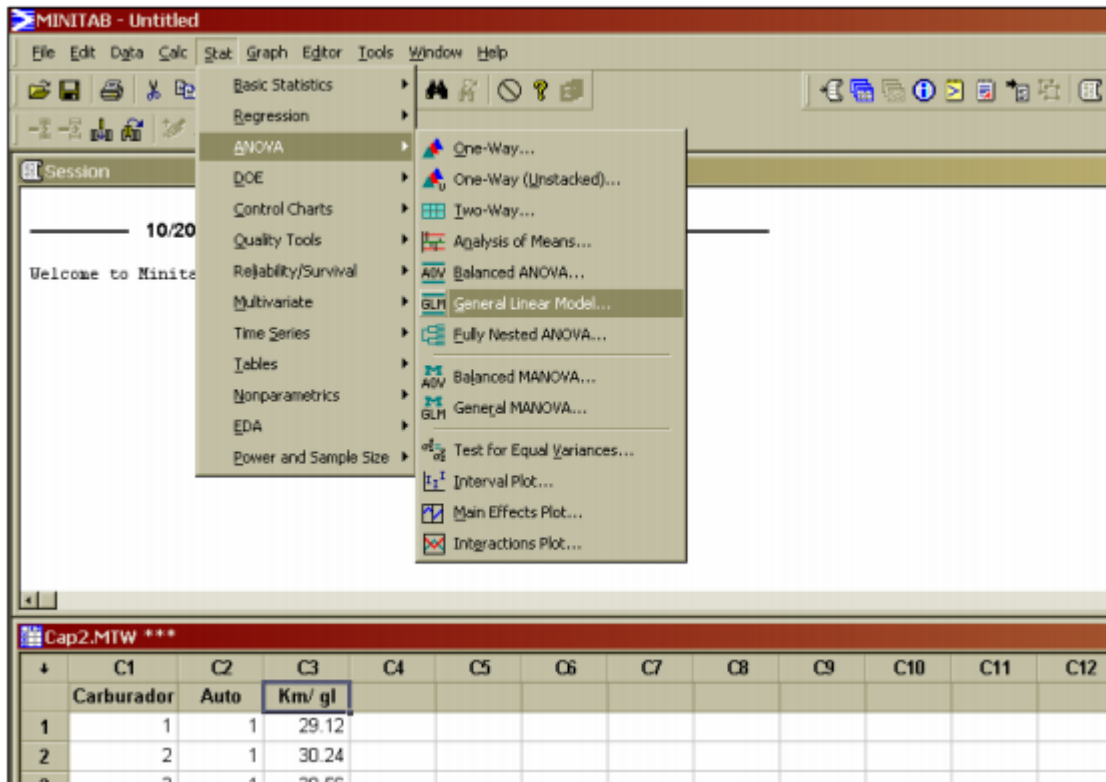 MINITAB - Untitled
File Edit Data Calc Stat Graph Editor Tools Window Help
Basic Statistics
Regression
ANOVA
DOE
Control Charts
Quality Tools
Reliability/Survival
Multivariate
Time Series
Tables
Nonparametrics
EDA
Power and Sample Size
One-Way...
One-Way (Unstacked)...
Two-Way...
Analysis of Means...
AOV Balanced ANOVA...
GLM General Linear Model...
Fully Nested ANOVA...
M AOV Balanced MANOVA...
M GLM General MANOVA...
Test for Equal Variances...
Interval Plot...
Main Effects Plot...
Interactions Plot...
Session
10/20
Welcome to Minita
Cap2.MTW ***
C1 C2 C3 C4 C5 C6 C7 C8 C9 C10 C11 C12
Carburador Auto Km/ gl
1 1 1 29.12
2 2 1 30.24